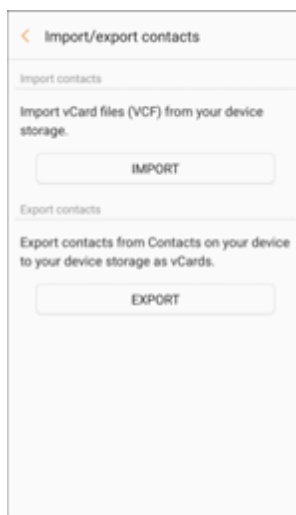 Import/export contacts
Import contacts
Import vCard files (VCF) from your device
storage.
IMPORT
Export contacts
Export contacts from Contacts on your device
to your device storage as vCards.
EXPORT